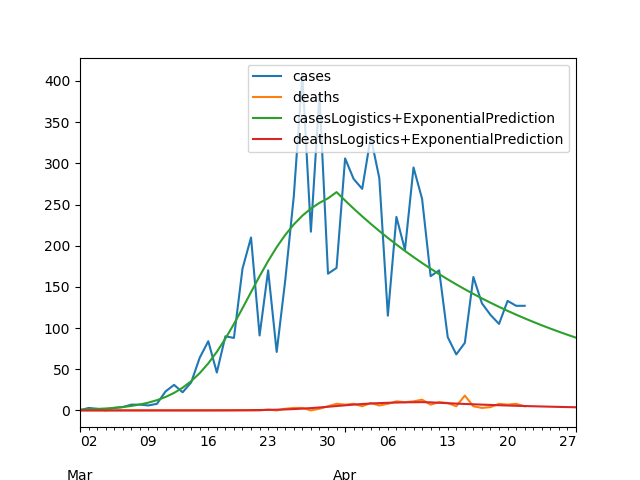 400
350
300
250
200
150
100
50
0
cases
deaths
casesLogistics+ExponentialPrediction
deathsLogistics+ExponentialPrediction
02 09 16 23 30 06 13 20 27
Mar Apr